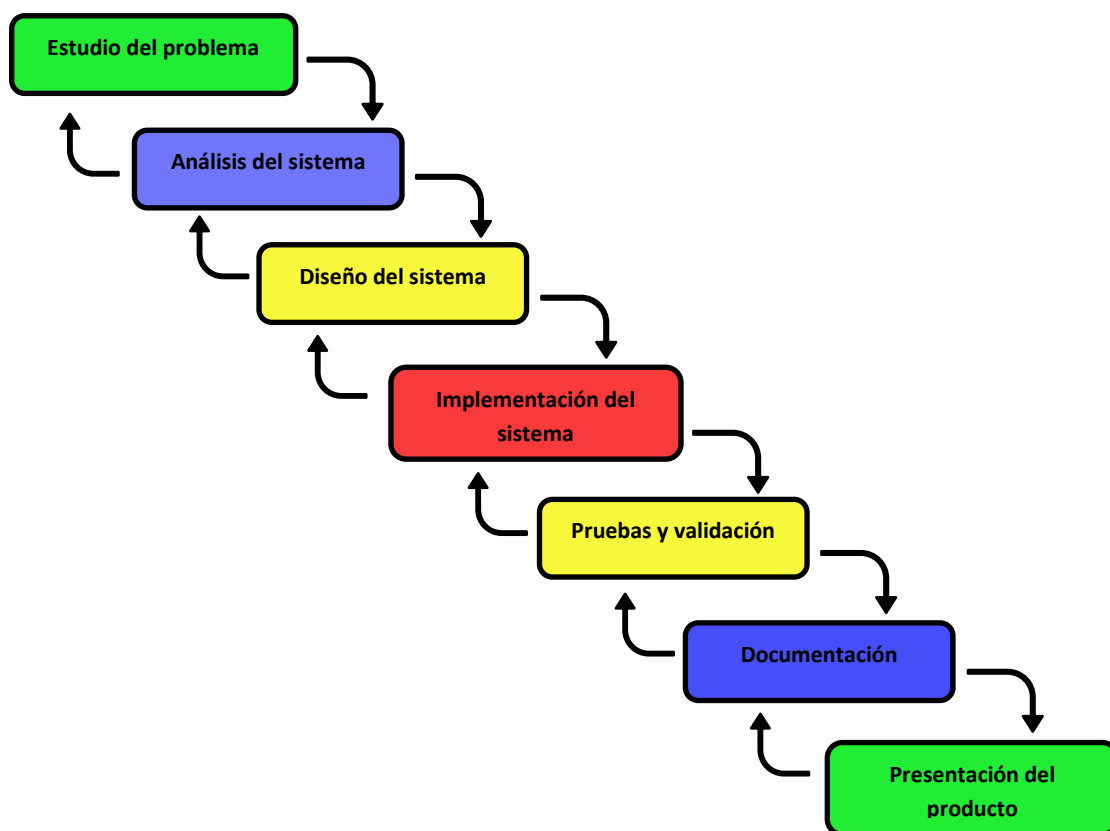 Estudio del problema
Análisis del sistema
Diseño del sistema
Implementación del
sistema
Pruebas y validación
Documentación
Presentación del
producto